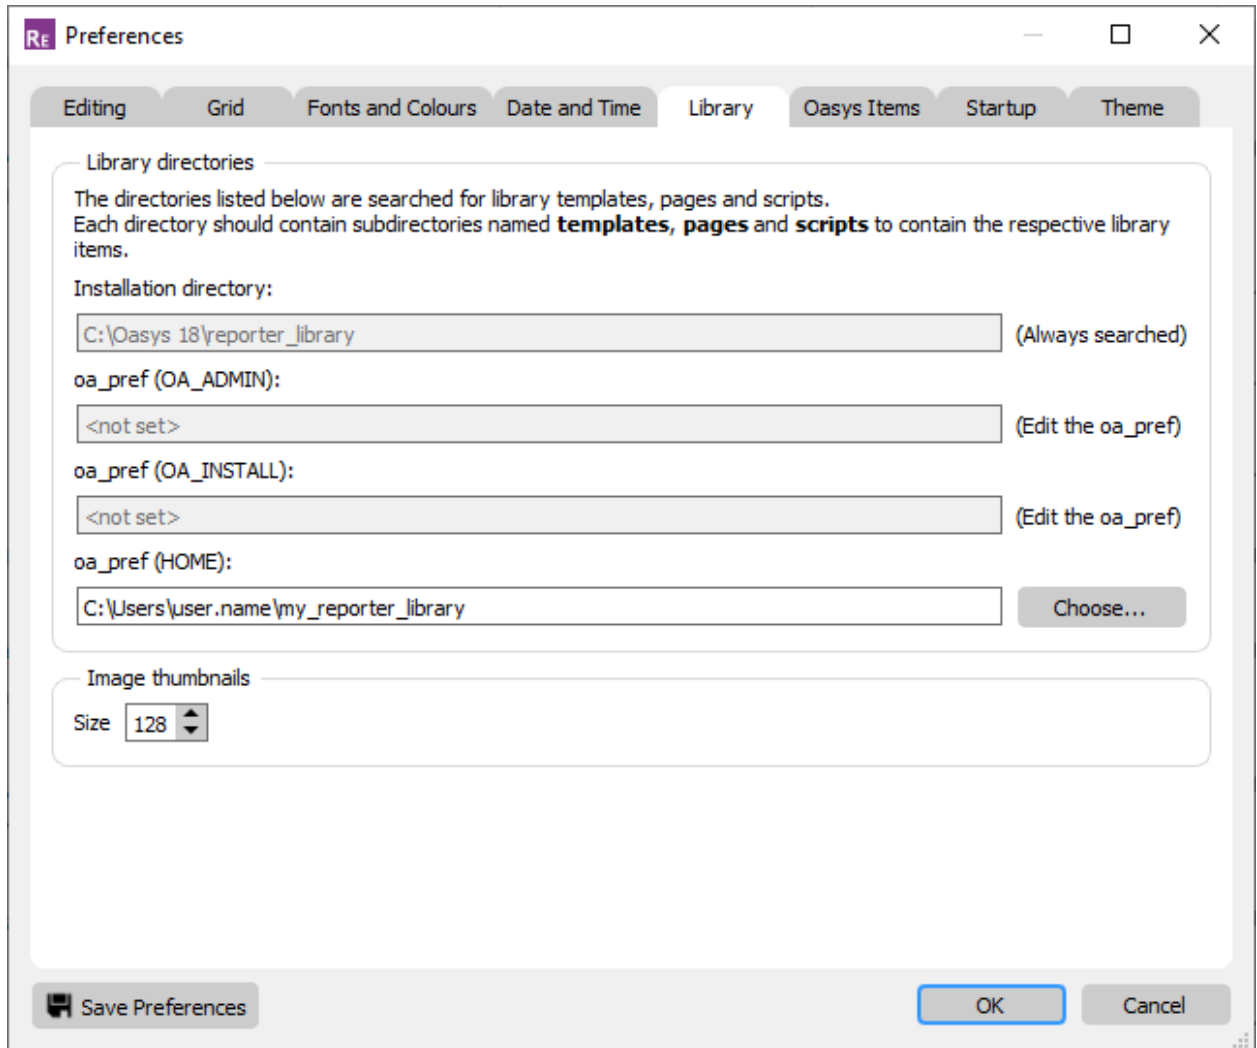 RE Preferences
Editing Grid Fonts and Colours Date and Time Library Oasys Items Startup Theme
Library directories
The directories listed below are searched for library templates, pages and scripts.
Each directory should contain subdirectories named templates, pages and scripts to contain the respective library
items.
Installation directory:
C:\Oasys 18\reporter_library (Always searched)
oa_pref (OA_ADMIN):
<not set> (Edit the oa_pref)
oa_pref (OA_INSTALL):
<not set> (Edit the oa_pref)
oa_pref (HOME):
C:\Users\user.name\my_reporter_library Choose...
Image thumbnails
Size 128
Save Preferences OK Cancel